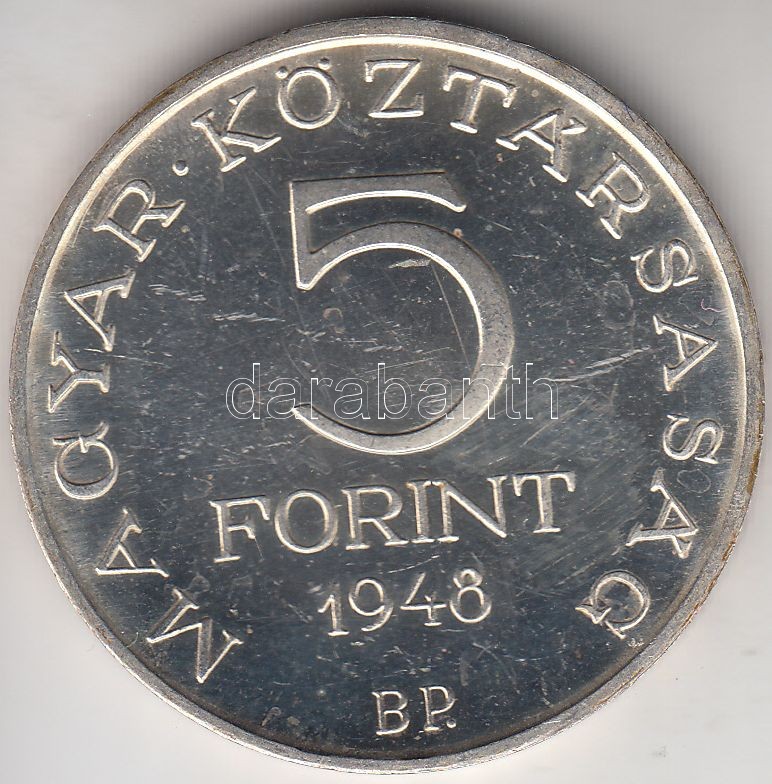 MAGYAR · KÖZTÁRSASÁG
5
FORINT
1948
BP.
darabanth